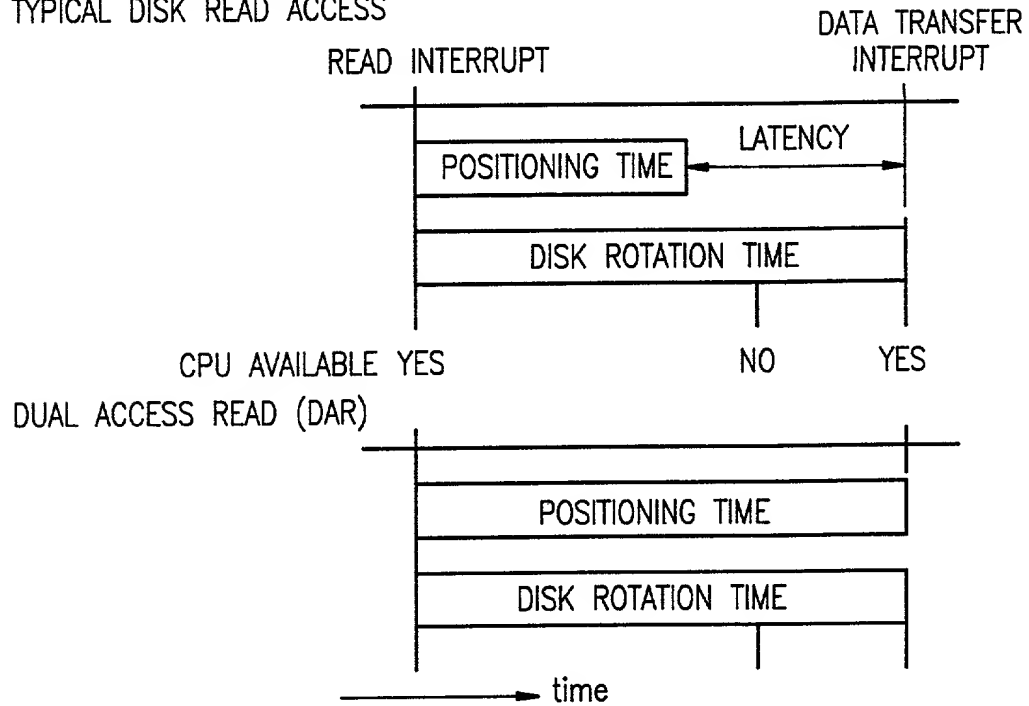 TYPICAL DISK READ ACCESS
DATA TRANSFER
INTERRUPT
READ INTERRUPT
LATENCY
POSITIONING TIME
DISK ROTATION TIME
CPU AVAILABLE YES NO YES
DUAL ACCESS READ (DAR)
POSITIONING TIME
DISK ROTATION TIME
time